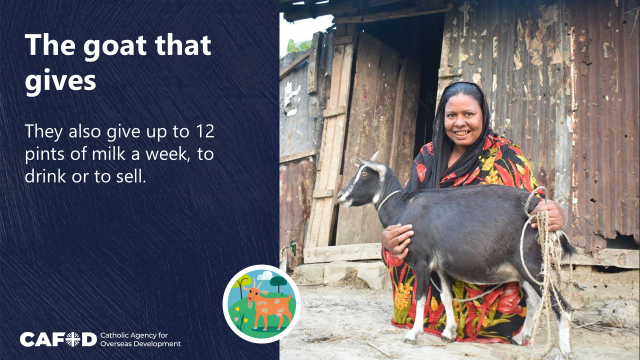 The goat that
gives
They also give up to 12
pints of milk a week, to
drink or to sell.
CAFOD Catholic Agency for
Overseas Development